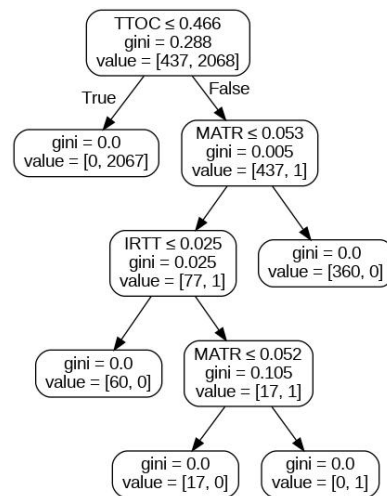 TTOC ≤ 0.466
gini = 0.288
value = [437, 2068]
True
False
gini = 0.0
value = [0, 2067]
MATR ≤ 0.053
gini = 0.005
value = [437, 1]
IRTT ≤ 0.025
gini = 0.025
value = [77, 1]
gini = 0.0
value = [360, 0]
gini = 0.0
value = [60, 0]
MATR ≤ 0.052
gini = 0.105
value = [17, 1]
gini = 0.0
value = [17, 0]
gini = 0.0
value = [0, 1]